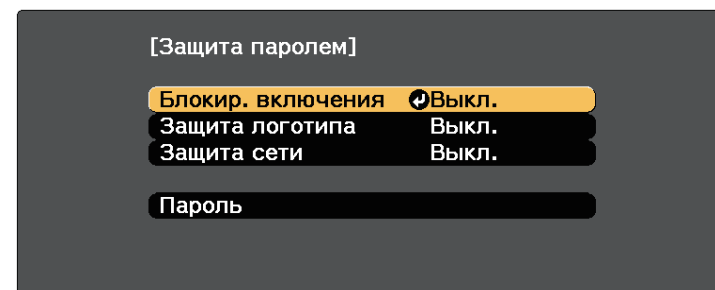 [Защита паролем]
Блокир. включения Выкл.
Защита логотипа Выкл.
Защита сети Выкл.
Пароль